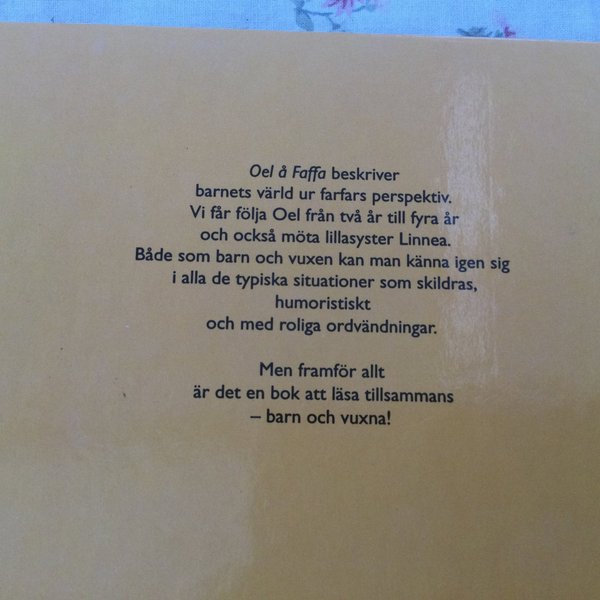 Oel å Faffa beskriver
barnets värld ur farfars perspektiv.
Vi får följa Oel från två år till fyra år
och också möta lillasyster Linnea.
Både som barn och vuxen kan man känna igen sig
i alla de typiska situationer som skildras,
humoristiskt
och med roliga ordvändningar.
Men framför allt
är det en bok att läsa tillsammans
– barn och vuxna!